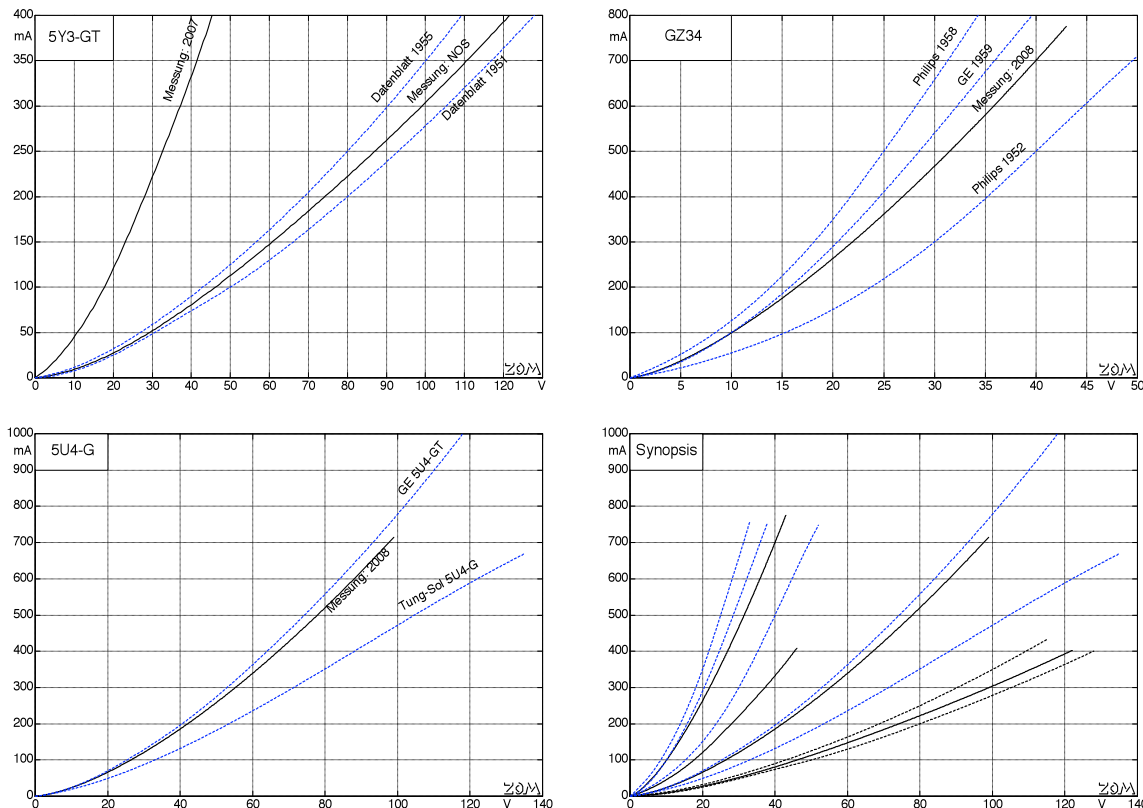 400
mA
350
300
250
200
150
100
50
0
5Y3-GT
Messung: 2007
Datenblatt 1955
Messung: NOS
Datenblatt 1951
0 10 20 30 40 50 60 70 80 90 100 110 120 V
800
mA
700
600
500
400
300
200
100
0
GZ34
Philips 1958
GE 1959
Messung: 2008
Philips 1952
0 5 10 15 20 25 30 35 40 45 V 50
1000
mA
900
800
700
600
500
400
300
200
100
0
5U4-G
GE 5U4-GT
Messung: 2008
Tung-Sol 5U4-G
0 20 40 60 80 100 120 V 140
1000
mA
900
800
700
600
500
400
300
200
100
0
Synopsis
0 20 40 60 80 100 120 V 140